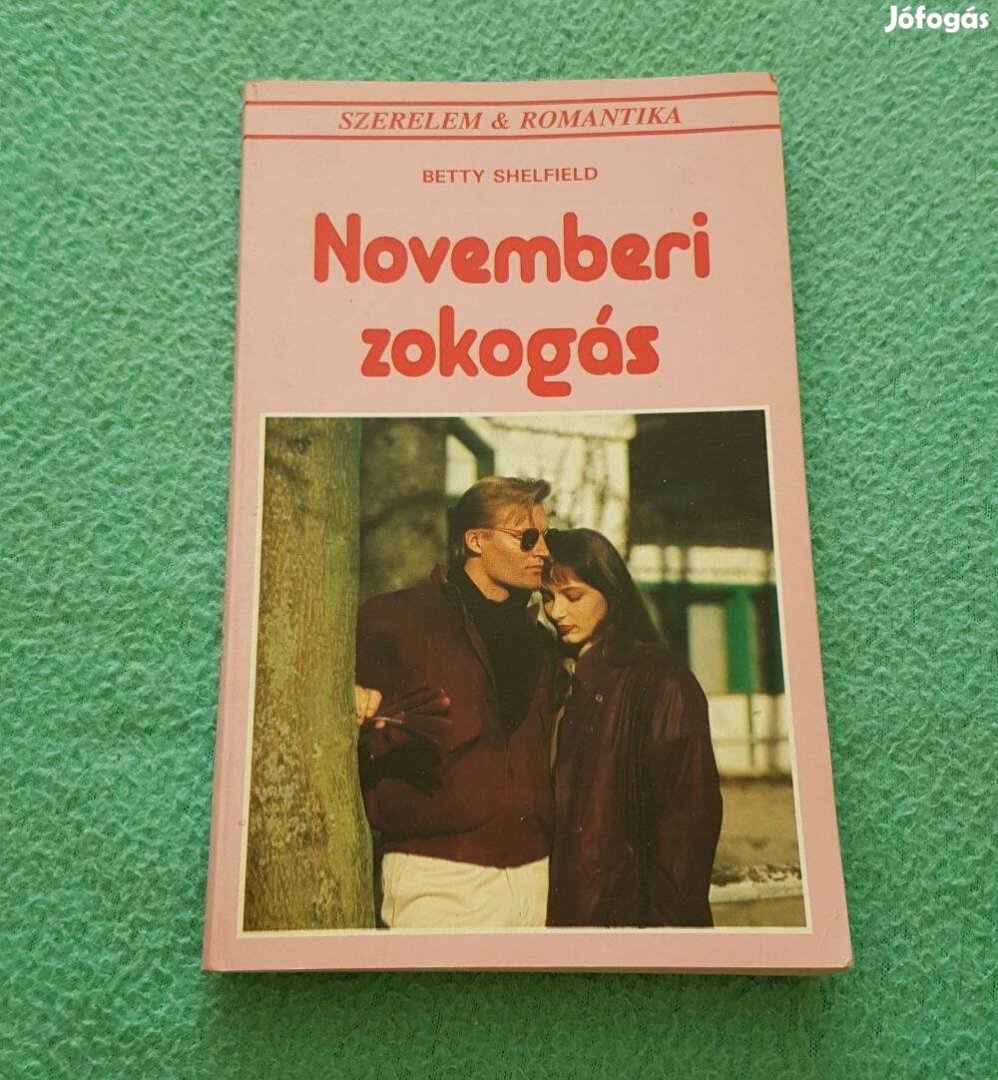 Jófogás
SZERELEM & ROMANTIKA
BETTY SHELFIELD
Novemberi
zokogás